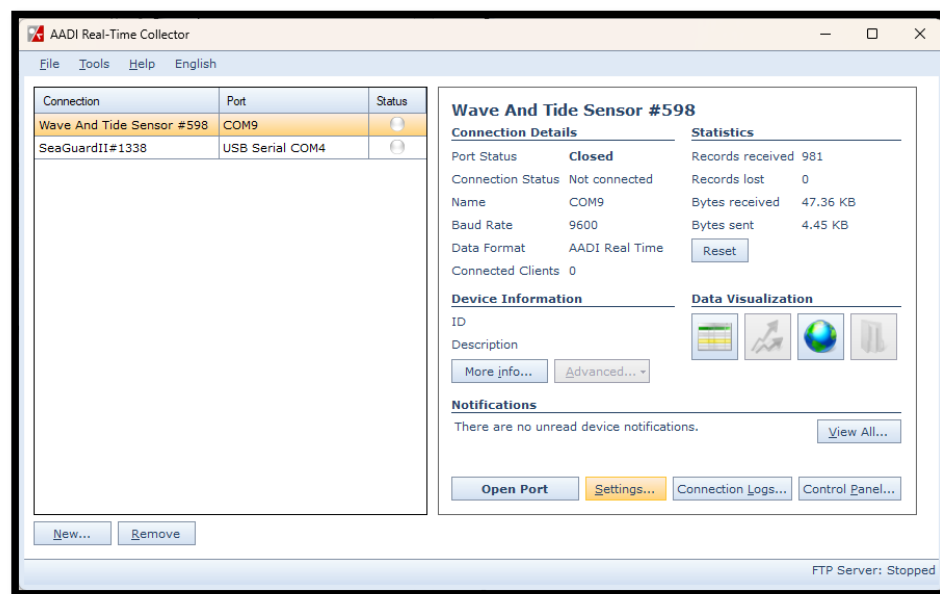 AADI Real-Time Collector
File Tools Help English
Connection Port Status
Wave And Tide Sensor #598 COM9
SeaGuardII#1338 USB Serial COM4
New... Remove
Wave And Tide Sensor #598
Connection Details
Port Status Closed
Connection Status Not connected
Name COM9
Baud Rate 9600
Data Format AADI Real Time
Connected Clients 0
Statistics
Records received 981
Records lost 0
Bytes received 47.36 KB
Bytes sent 4.45 KB
Reset
Device Information
ID
Description
More info... Advanced...
Data Visualization
Notifications
There are no unread device notifications.
View All...
Open Port Settings... Connection Logs... Control Panel...
FTP Server: Stopped